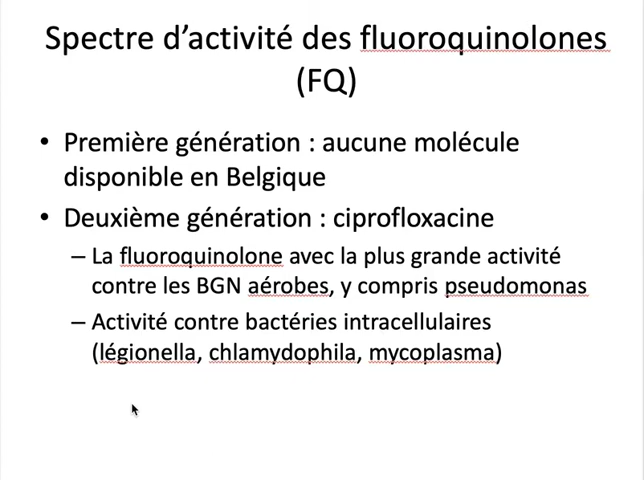 Spectre d’activité des fluoroquinolones
(FQ)
• Première génération : aucune molécule
disponible en Belgique
• Deuxième génération : ciprofloxacine
– La fluoroquinolone avec la plus grande activité
contre les BGN aérobes, y compris pseudomonas
– Activité contre bactéries intracellulaires
(légionella, chlamydophila, mycoplasma)